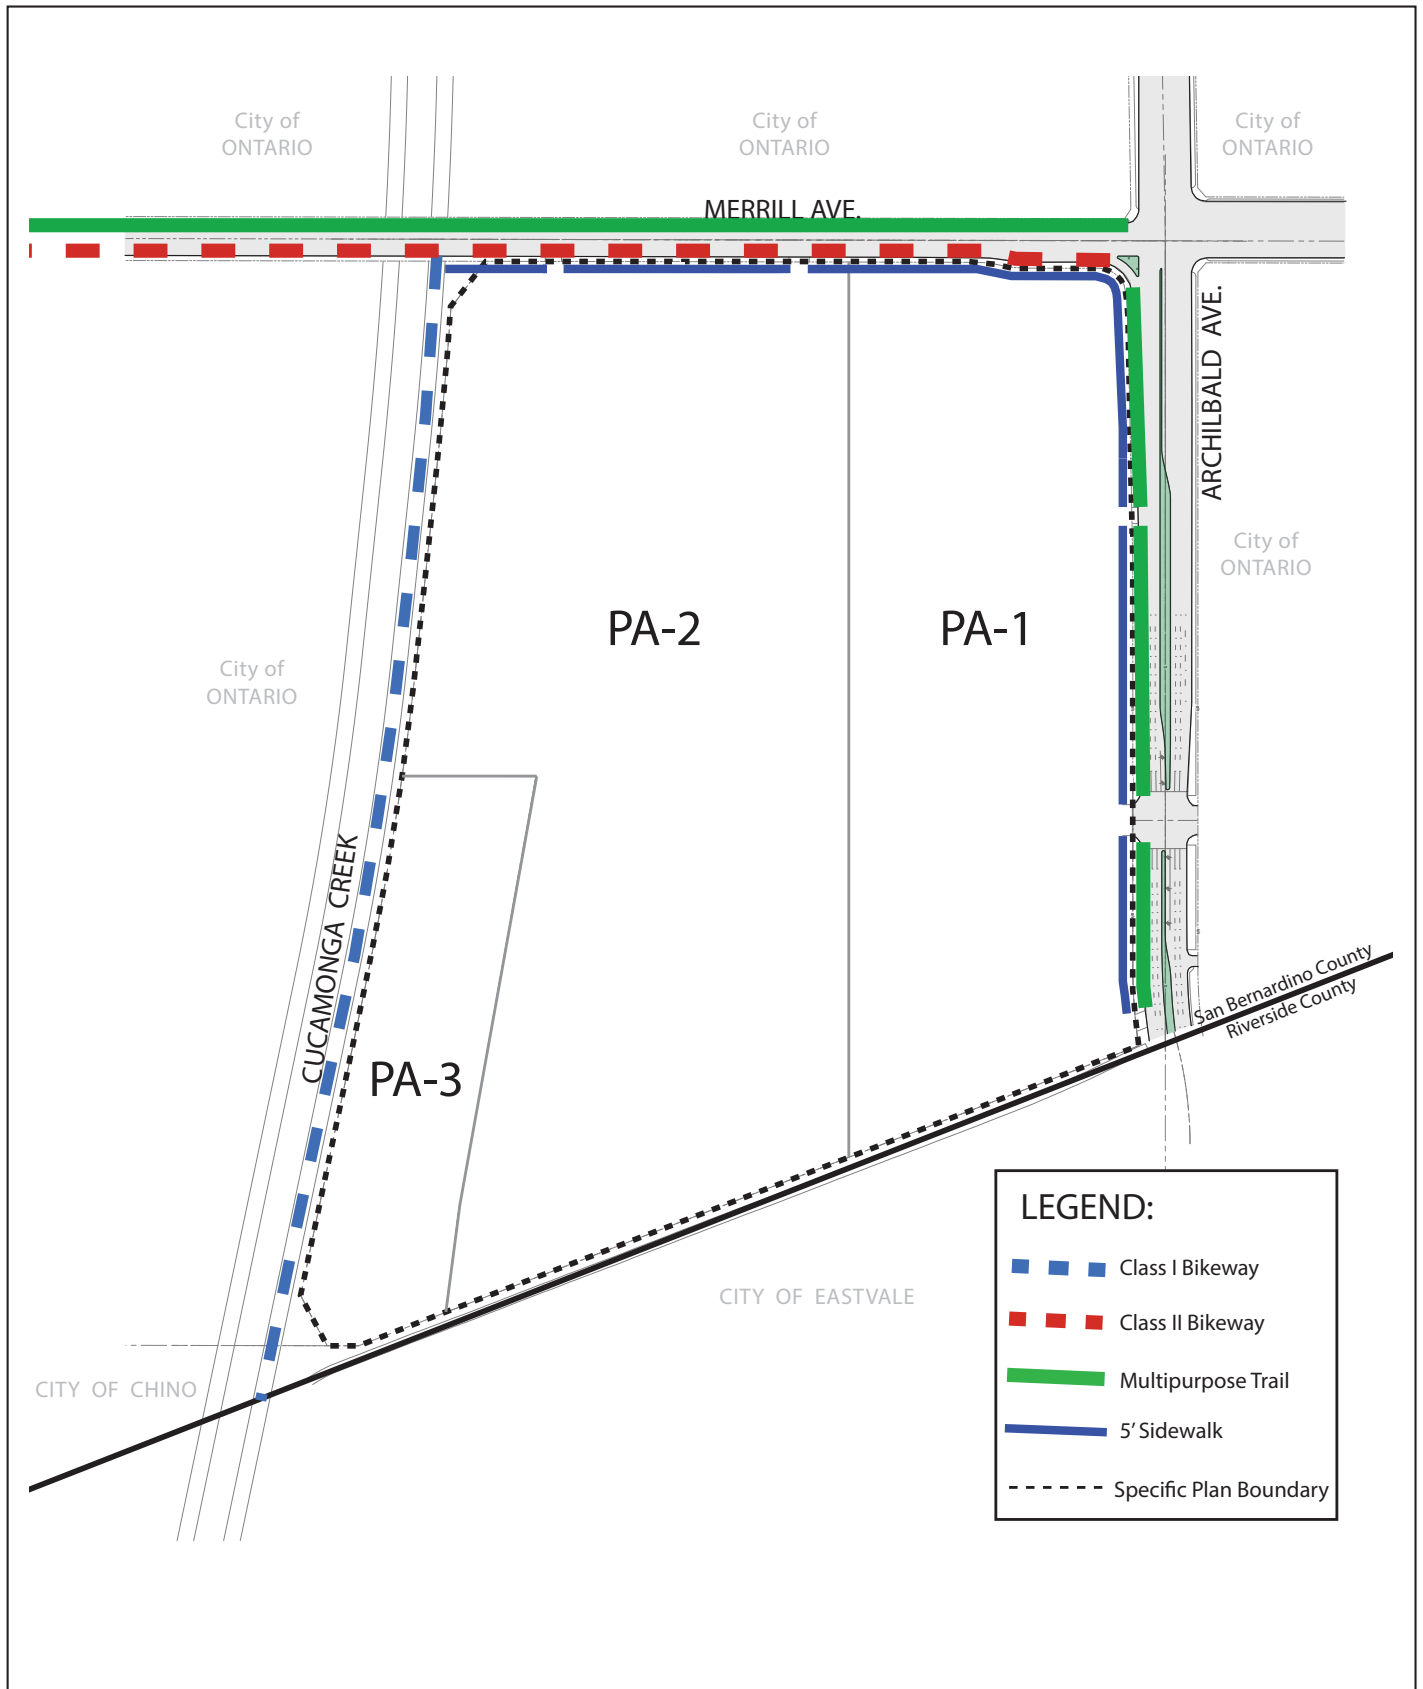 City of
ONTARIO
City of
ONTARIO
City of
ONTARIO
MERRILL AVE.
ARCHILBALD AVE.
City of
ONTARIO
PA-2
PA-1
City of
ONTARIO
CUCAMONGA CREEK
San Bernardino County
Riverside County
PA-3
CITY OF EASTVALE
CITY OF CHINO
LEGEND:
Class I Bikeway
Class II Bikeway
Multipurpose Trail
5' Sidewalk
Specific Plan Boundary